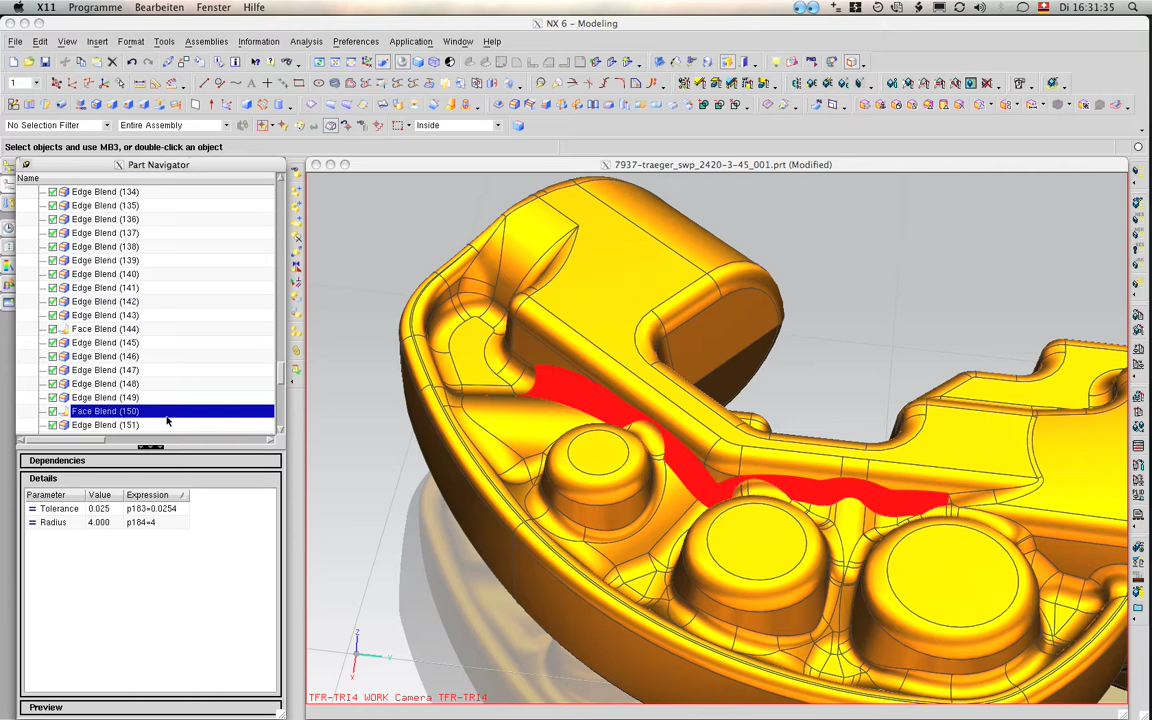 X11 Programme Bearbeiten Fenster Hilfe Di 16:31:35
NX 6 - Modeling
File Edit View Insert Format Tools Assemblies Information Analysis Preferences Application Window Help
1
No Selection Filter Entire Assembly Inside
Select objects and use MB3, or double-click an object
Part Navigator
7937-traeger_swp_2420-3-45_001.prt (Modified)
Name
Edge Blend (134)
Edge Blend (135)
Edge Blend (136)
Edge Blend (137)
Edge Blend (138)
Edge Blend (139)
Edge Blend (140)
Edge Blend (141)
Edge Blend (142)
Edge Blend (143)
Face Blend (144)
Edge Blend (145)
Edge Blend (146)
Edge Blend (147)
Edge Blend (148)
Edge Blend (149)
Face Blend (150)
Edge Blend (151)
Dependencies
Details
Parameter Value Expression
Tolerance 0.025 p183=0.0254
Radius 4.000 p184=4
Preview
Z
Y
X
TFR-TRI4 WORK Camera TFR-TRI4